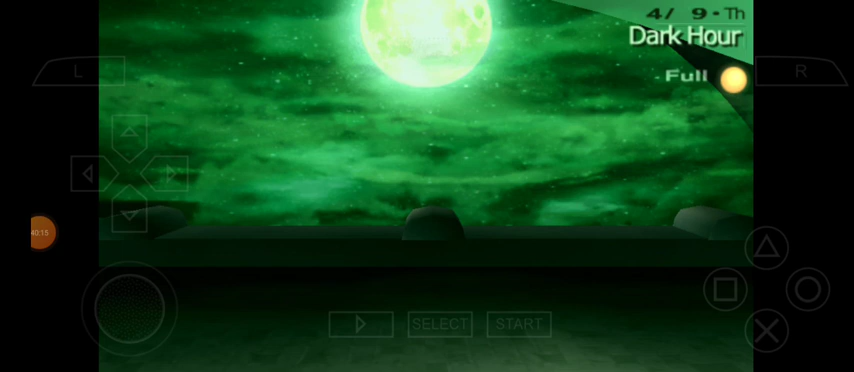 4/ 9・Th
Dark Hour
Full
L
R
40:15
SELECT
START